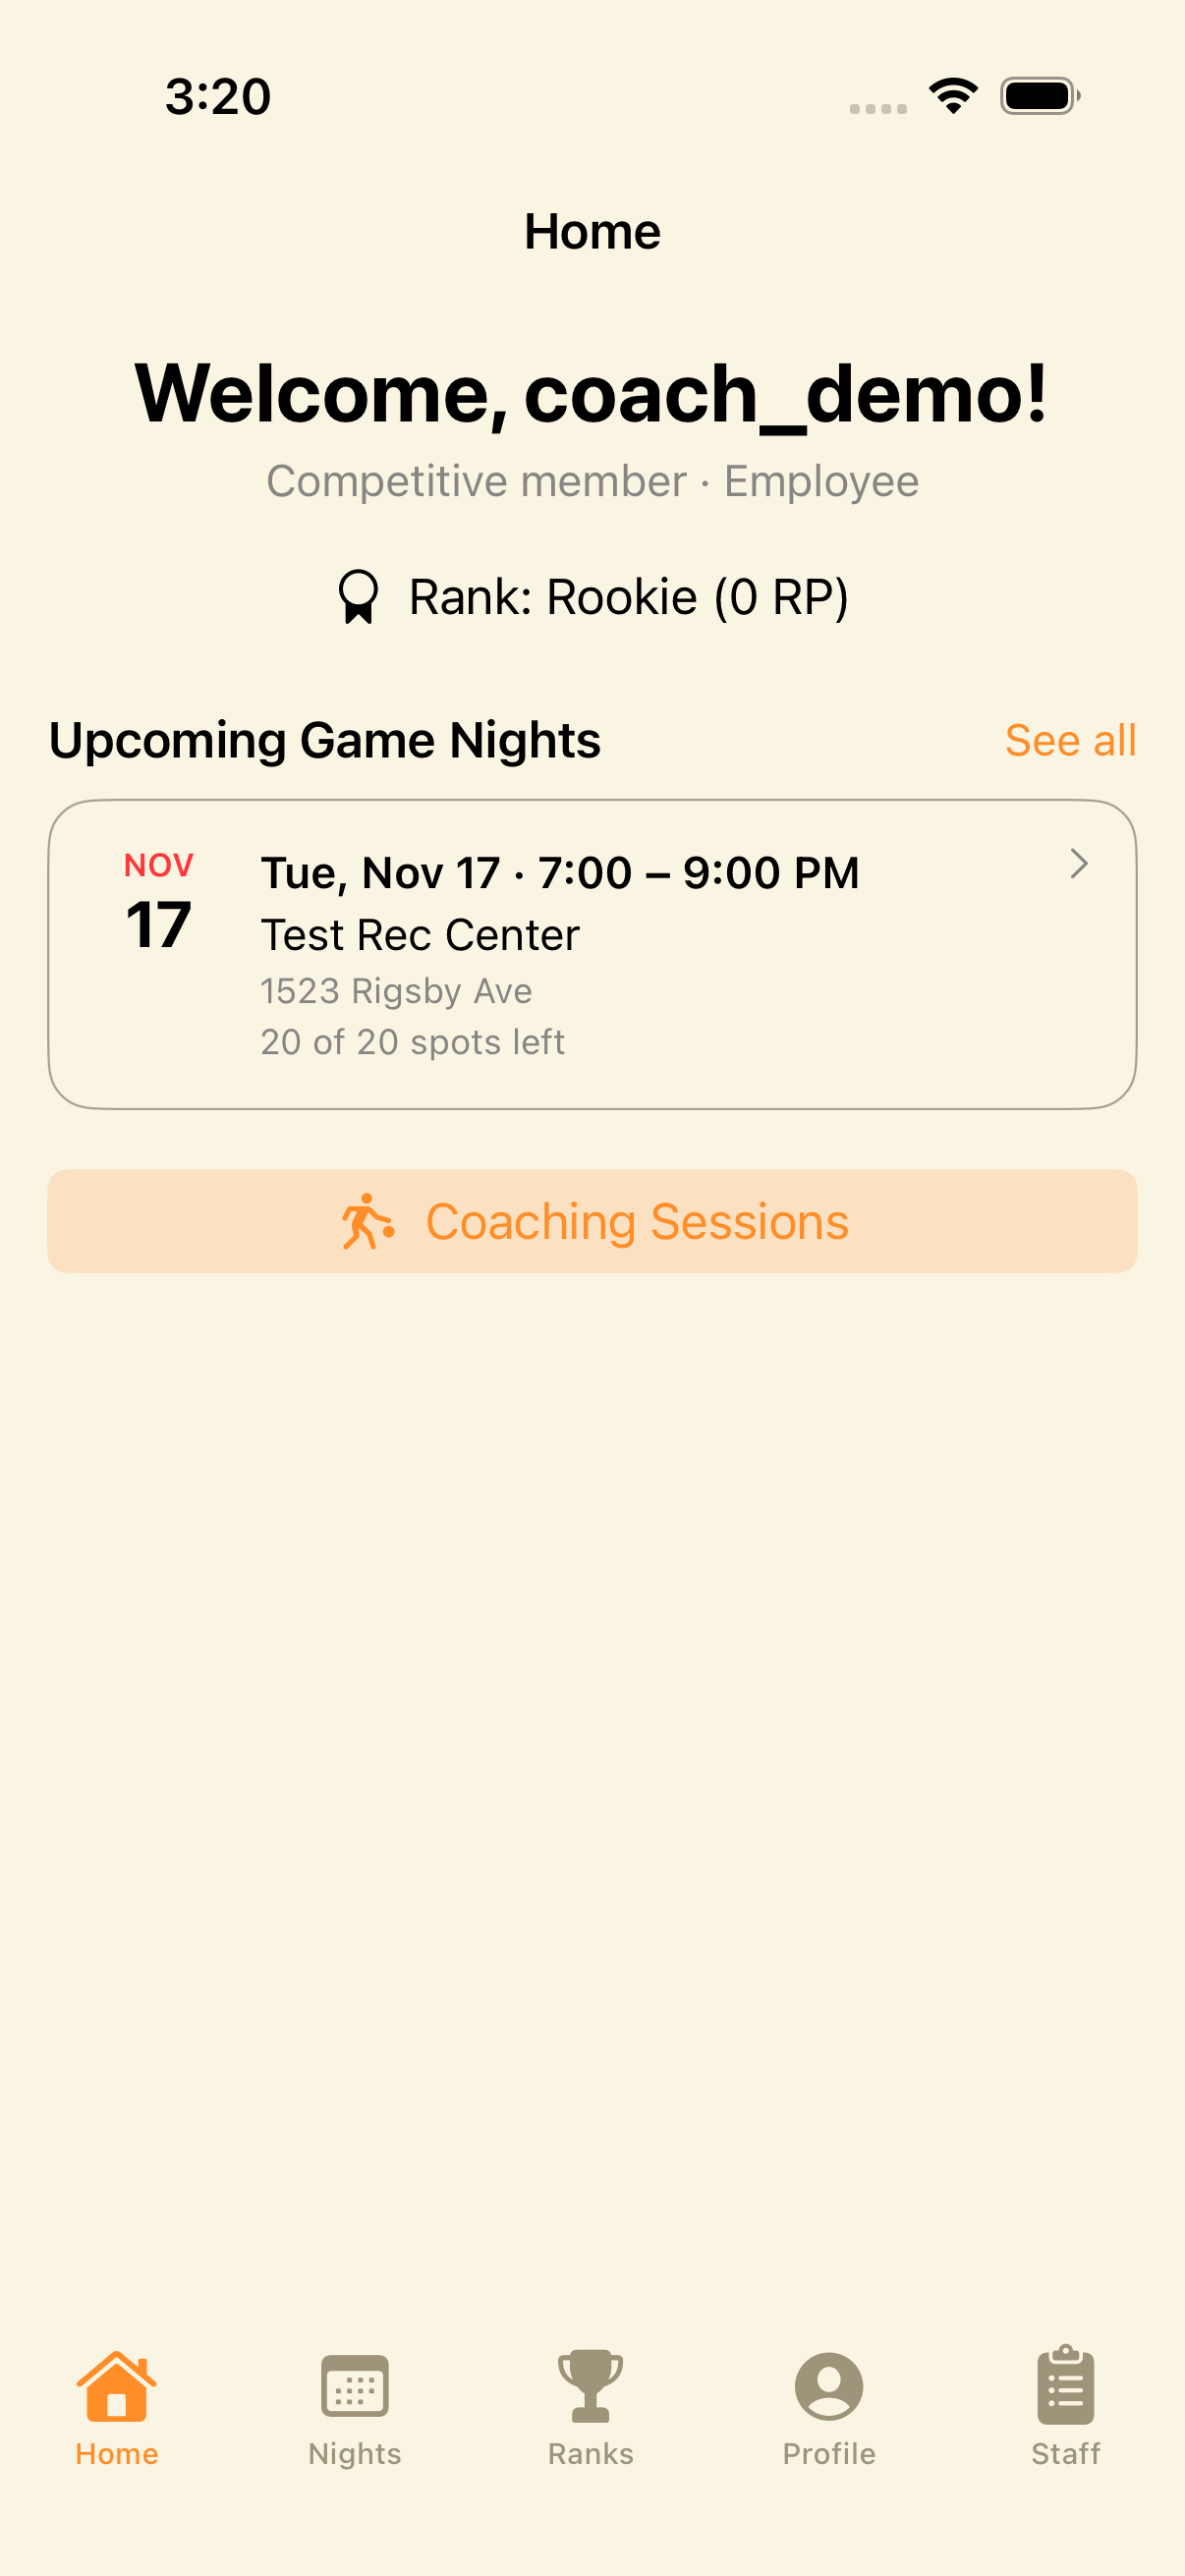 3:20
Home
Welcome, coach_demo!
Competitive member · Employee
Rank: Rookie (0 RP)
Upcoming Game Nights
See all
NOV
17
Tue, Nov 17 · 7:00 – 9:00 PM
Test Rec Center
1523 Rigsby Ave
20 of 20 spots left
Coaching Sessions
Home
Nights
Ranks
Profile
Staff